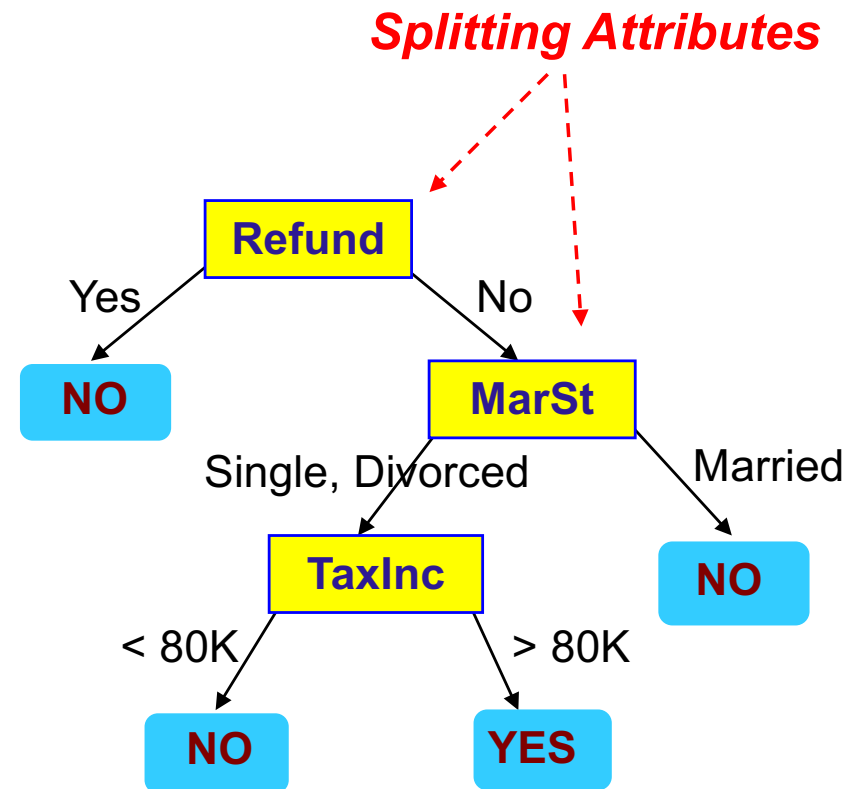 Splitting Attributes
Refund
Yes
No
NO
MarSt
Single, Divorced
Married
TaxInc
NO
< 80K
> 80K
NO
YES